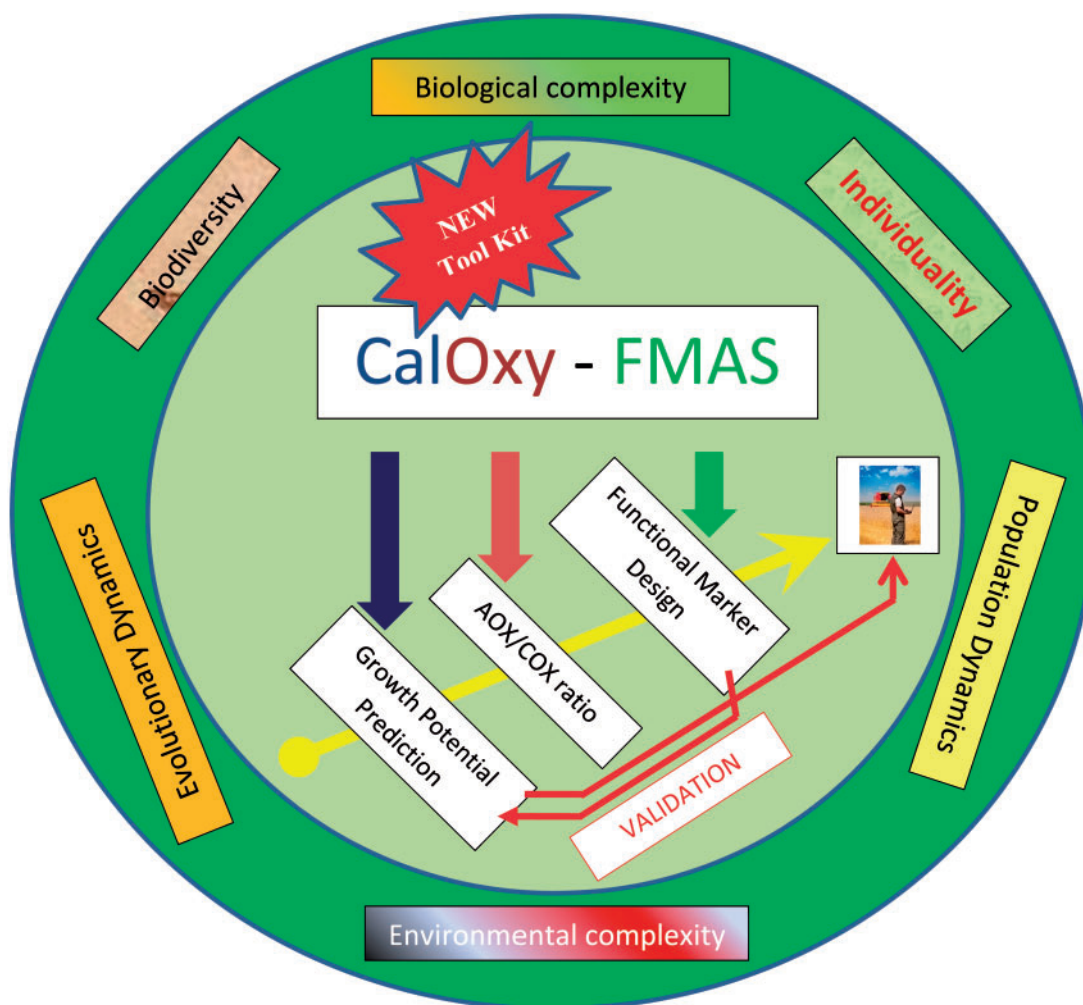 Biological complexity
Biodiversity
Individuality
NEW
Tool Kit
CalOxy - FMAS
Functional Marker
Design
AOX/COX ratio
Growth Potential
Prediction
VALIDATION
Evolutionary Dynamics
Population Dynamics
Environmental complexity